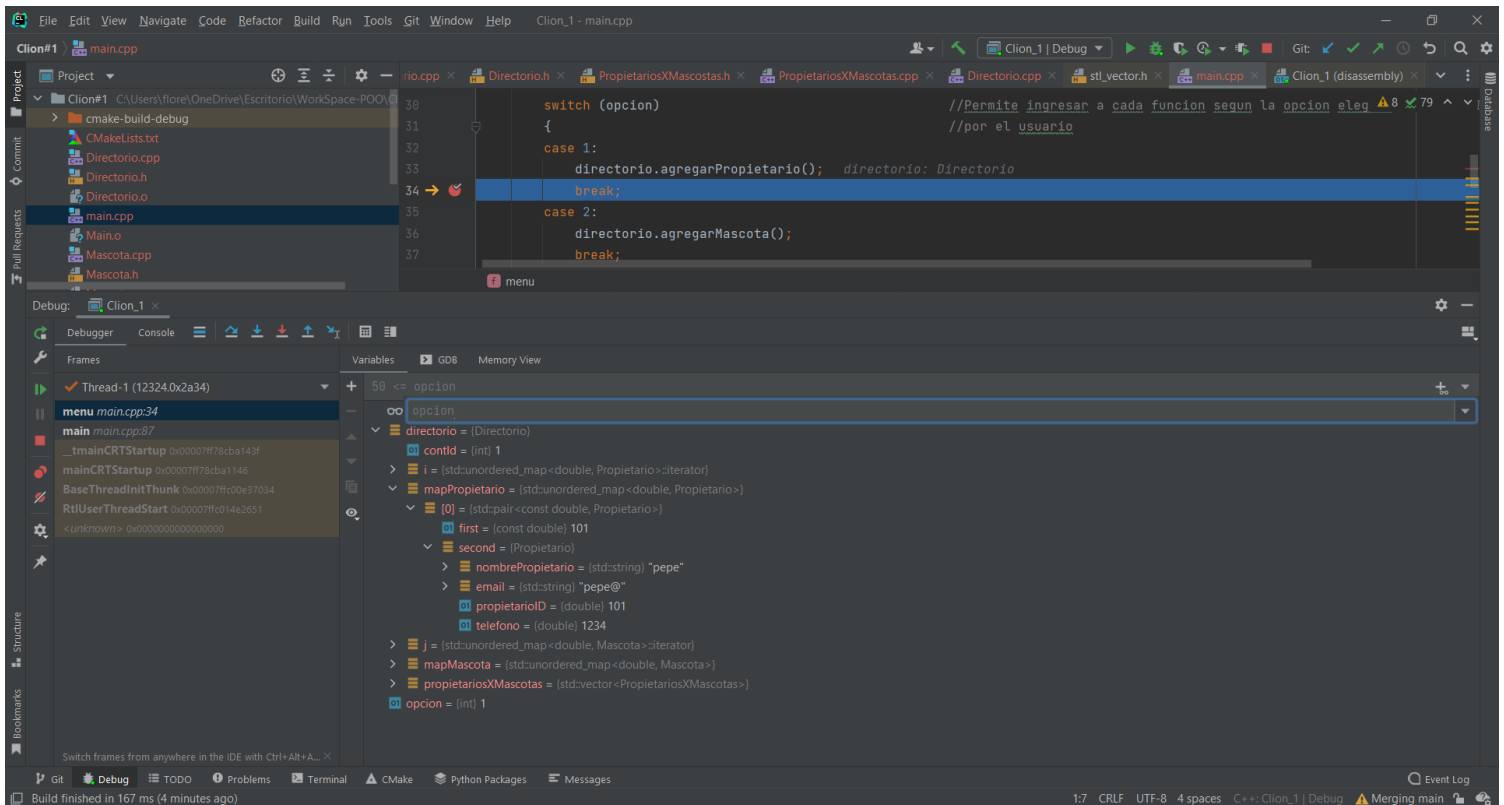 File Edit View Navigate Code Refactor Build Run Tools Git Window Help Clion_1 - main.cpp
Clion#1 main.cpp Clion_1 | Debug Git:
Project rio.cpp Directorio.h PropietariosXMascostas.h PropietariosXMascotas.cpp Directorio.cpp stl_vector.h main.cpp Clion_1 (disassembly)
Clion#1 C:\Users\flore\OneDrive\Escritorio\WorkSpace-POO\Cl
cmake-build-debug
CMakeLists.txt
Directorio.cpp
Directorio.h
Directorio.o
main.cpp
Main.o
Mascota.cpp
Mascota.h
30 switch (opcion) //Permite ingresar a cada funcion segun la opcion eleg 8 79
31 { //por el usuario
32 case 1:
33 directorio.agregarPropietario(); directorio: Directorio
34 break;
35 case 2:
36 directorio.agregarMascota();
37 break;
f menu
Project
Commit
Pull Requests
Structure
Bookmarks
Database
Debug: Clion_1
Debugger Console
Frames
Variables GDB Memory View
Thread-1 (12324.0x2a34)
menu main.cpp:34
main main.cpp:87
__tmainCRTStartup 0x00007ff78cba143f
mainCRTStartup 0x00007ff78cba1146
BaseThreadInitThunk 0x00007ffc00e37034
RtlUserThreadStart 0x00007ffc014e2651
<unknown> 0x0000000000000000
50 <= opcion
opcion
directorio = {Directorio}
contId = {int} 1
i = {std::unordered_map<double, Propietario>::iterator}
mapPropietario = {std::unordered_map<double, Propietario>}
[0] = {std::pair<const double, Propietario>}
first = {const double} 101
second = {Propietario}
nombrePropietario = {std::string} "pepe"
email = {std::string} "pepe@"
propietarioID = {double} 101
telefono = {double} 1234
j = {std::unordered_map<double, Mascota>::iterator}
mapMascota = {std::unordered_map<double, Mascota>}
propietariosXMascotas = {std::vector<PropietariosXMascotas>}
opcion = {int} 1
Switch frames from anywhere in the IDE with Ctrl+Alt+A...
Git Debug TODO Problems Terminal CMake Python Packages Messages Event Log
Build finished in 167 ms (4 minutes ago) 1:7 CRLF UTF-8 4 spaces C++: Clion_1 | Debug Merging main